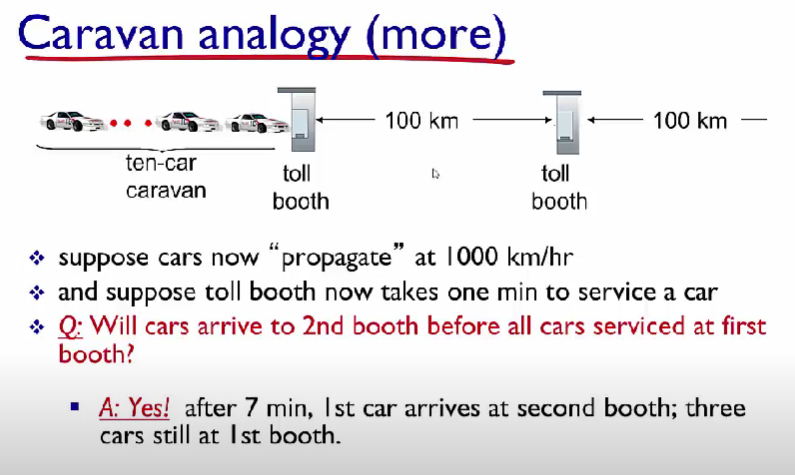 Caravan analogy (more)
100 km
100 km
ten-car
caravan
toll
booth
toll
booth
suppose cars now “propagate” at 1000 km/hr
and suppose toll booth now takes one min to service a car
Q: Will cars arrive to 2nd booth before all cars serviced at first
booth?
A: Yes! after 7 min, 1st car arrives at second booth; three
cars still at 1st booth.